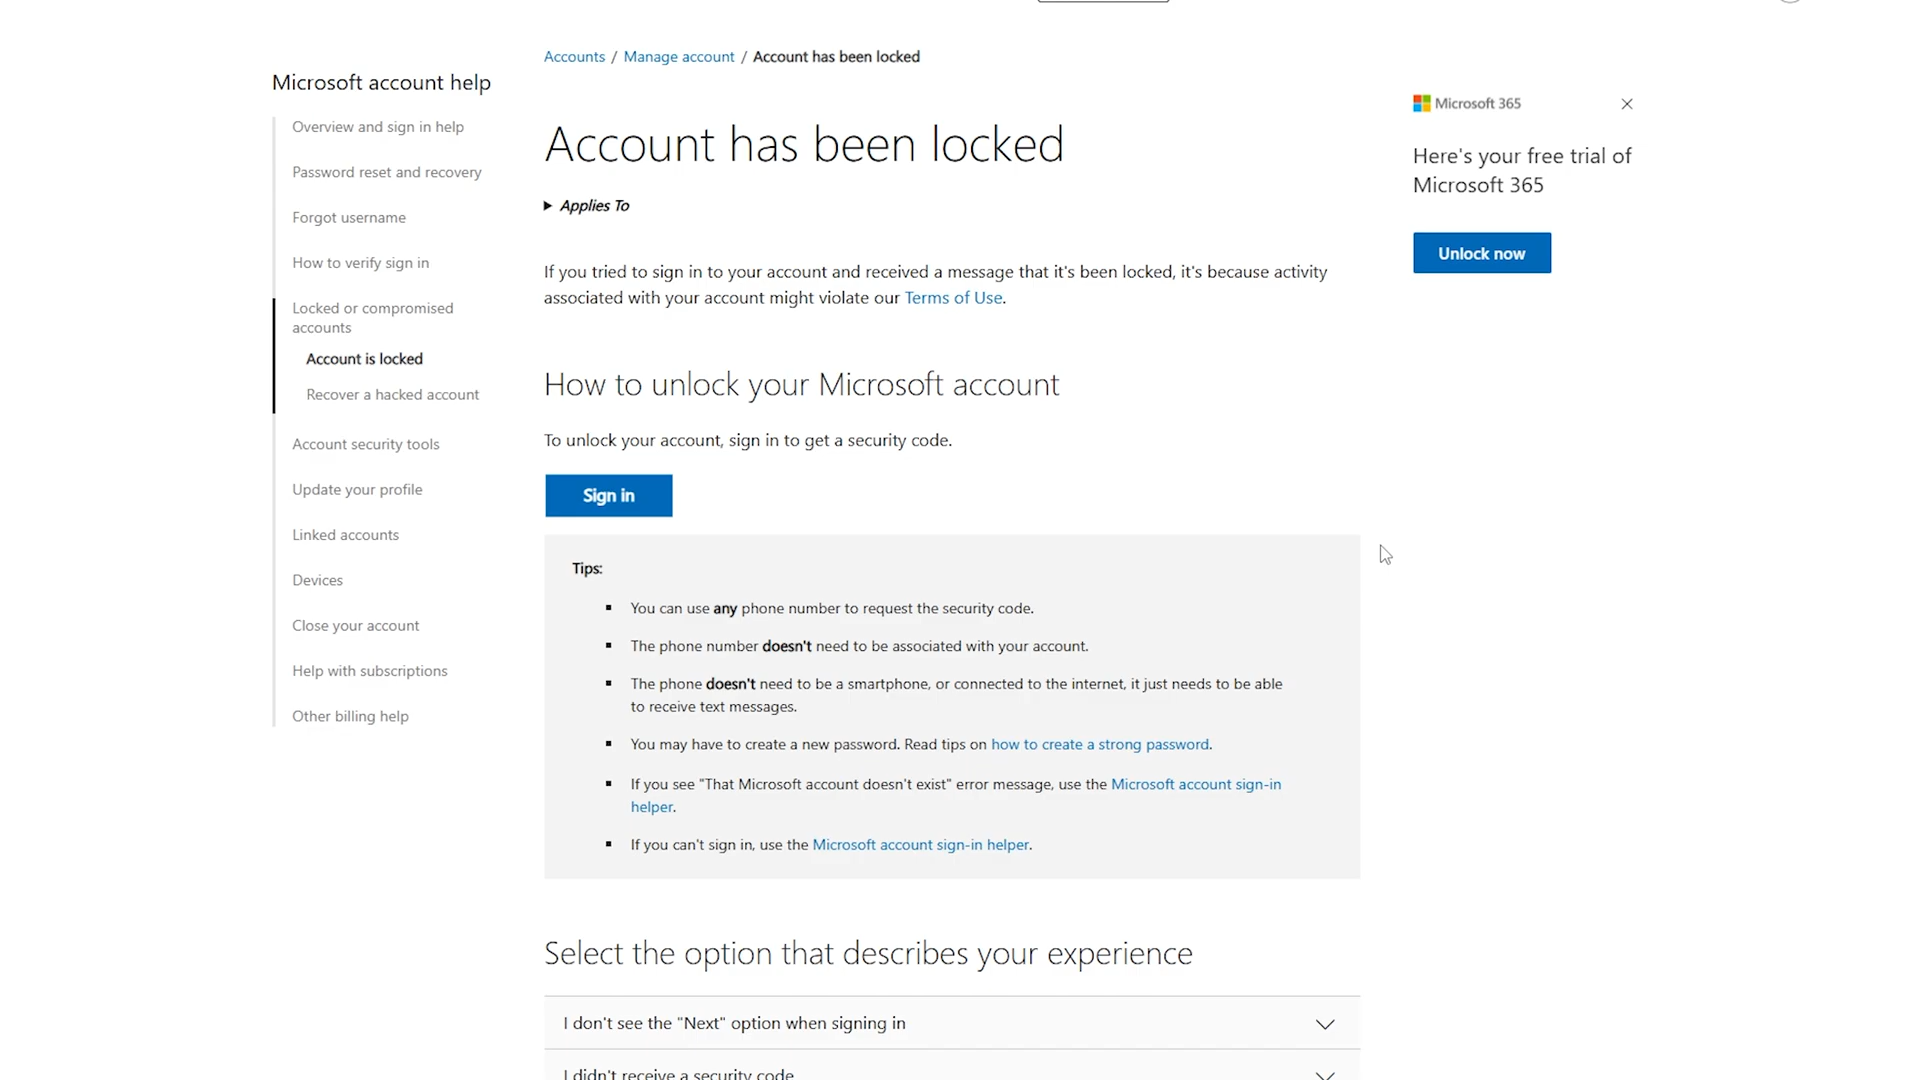 Accounts / Manage account / Account has been locked
Microsoft account help
Overview and sign in help
Password reset and recovery
Forgot username
How to verify sign in
Locked or compromised
accounts
Account is locked
Recover a hacked account
Account security tools
Update your profile
Linked accounts
Devices
Close your account
Help with subscriptions
Other billing help
Account has been locked
Applies To
If you tried to sign in to your account and received a message that it's been locked, it's because activity
associated with your account might violate our Terms of Use.
How to unlock your Microsoft account
To unlock your account, sign in to get a security code.
Sign in
Tips:
You can use any phone number to request the security code.
The phone number doesn't need to be associated with your account.
The phone doesn't need to be a smartphone, or connected to the internet, it just needs to be able
to receive text messages.
You may have to create a new password. Read tips on how to create a strong password.
If you see "That Microsoft account doesn't exist" error message, use the Microsoft account sign-in
helper.
If you can't sign in, use the Microsoft account sign-in helper.
Select the option that describes your experience
I don't see the "Next" option when signing in
I didn't receive a security code
Microsoft 365
Here's your free trial of
Microsoft 365
Unlock now